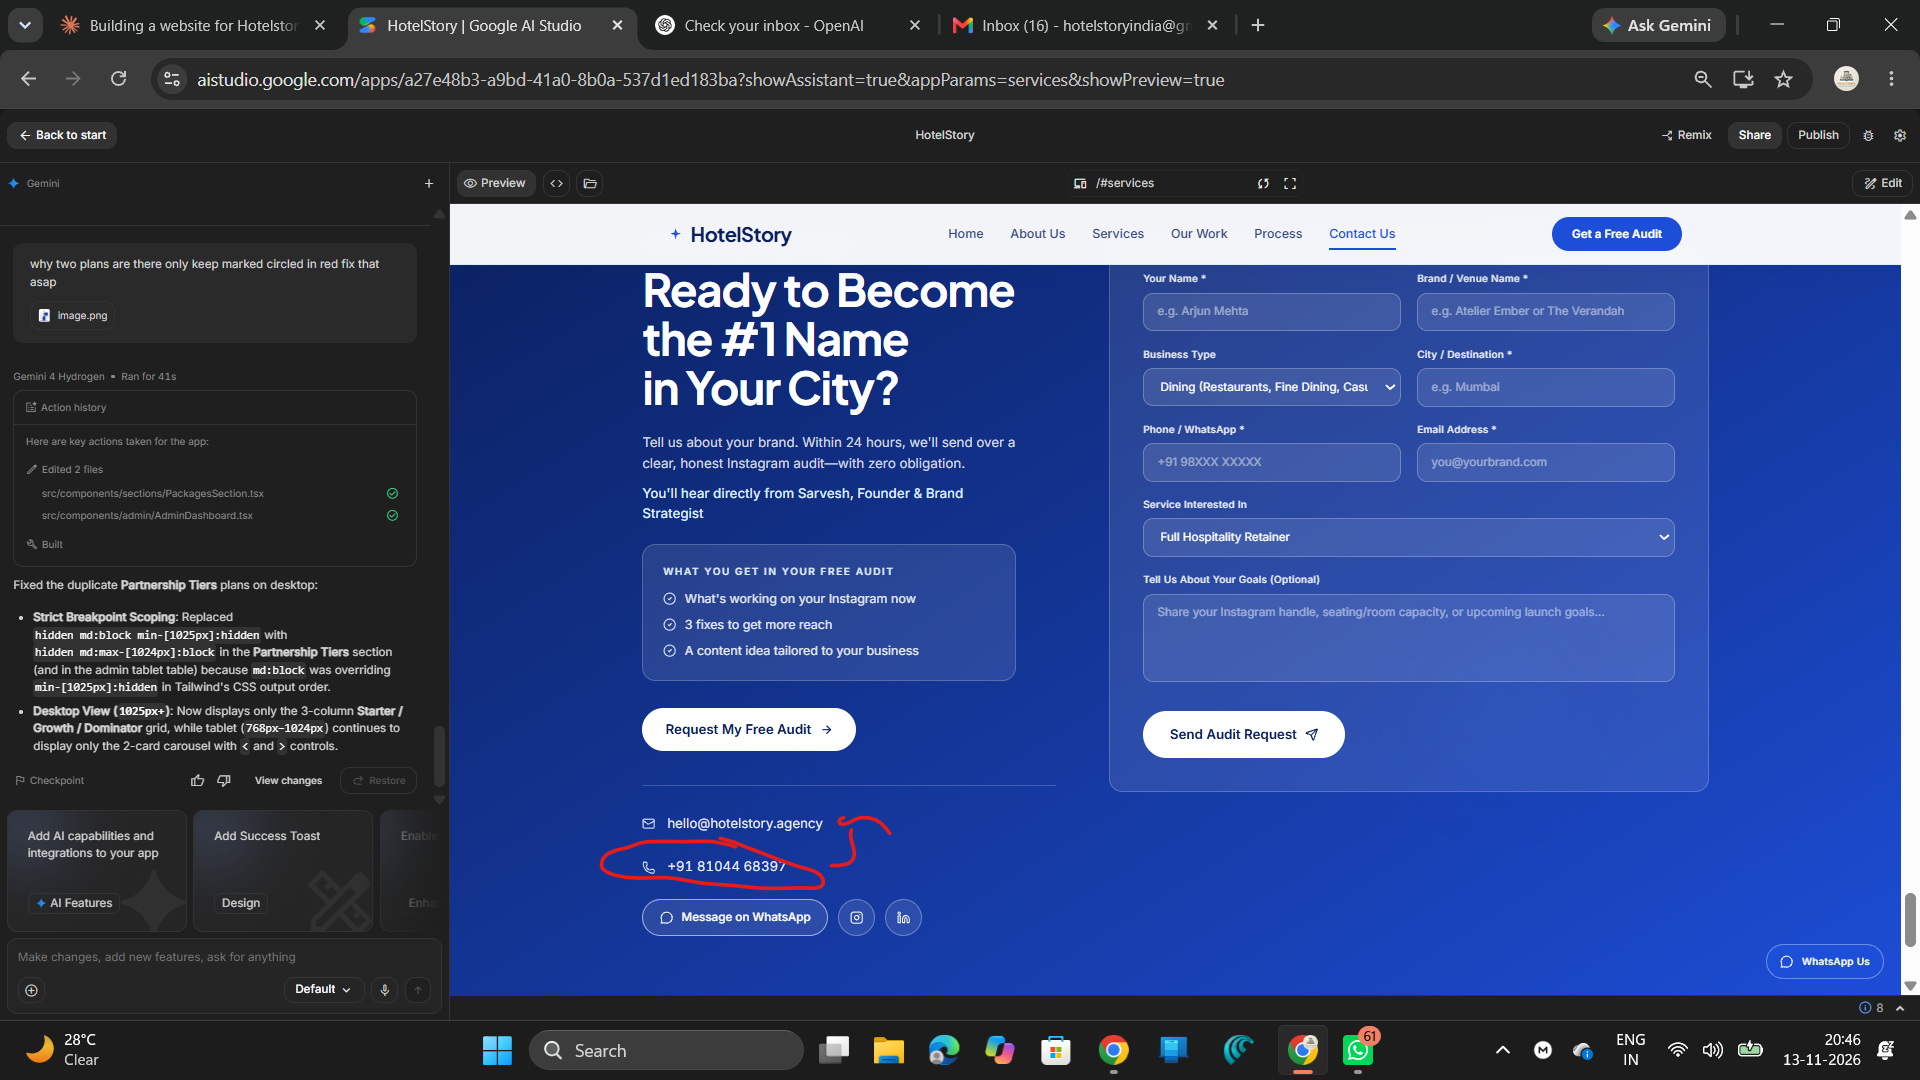 Building a website for Hotelstor
HotelStory | Google AI Studio
Check your inbox - OpenAI
Inbox (16) - hotelstoryindia@gm
Ask Gemini
aistudio.google.com/apps/a27e48b3-a9bd-41a0-8b0a-537d1ed183ba?showAssistant=true&appParams=services&showPreview=true
Back to start
HotelStory
Remix
Share
Publish
Gemini
Preview
/#services
Edit
why two plans are there only keep marked circled in red fix that
asap
image.png
Gemini 4 Hydrogen • Ran for 41s
Action history
Here are key actions taken for the app:
Edited 2 files
src/components/sections/PackagesSection.tsx
src/components/admin/AdminDashboard.tsx
Built
Fixed the duplicate Partnership Tiers plans on desktop:
• Strict Breakpoint Scoping: Replaced
hidden md:block min-[1025px]:hidden with
hidden md:max-[1024px]:block in the Partnership Tiers section
(and in the admin tablet table) because md:block was overriding
min-[1025px]:hidden in Tailwind's CSS output order.
• Desktop View (1025px+): Now displays only the 3-column Starter /
Growth / Dominator grid, while tablet (768px–1024px) continues to
display only the 2-card carousel with < and > controls.
Checkpoint
View changes
Restore
Add AI capabilities and
integrations to your app
AI Features
Add Success Toast
Design
Enable
Enha
Make changes, add new features, ask for anything
Default
HotelStory
Home
About Us
Services
Our Work
Process
Contact Us
Get a Free Audit
Ready to Become
the #1 Name
in Your City?
Tell us about your brand. Within 24 hours, we'll send over a
clear, honest Instagram audit—with zero obligation.
You'll hear directly from Sarvesh, Founder & Brand
Strategist
WHAT YOU GET IN YOUR FREE AUDIT
What's working on your Instagram now
3 fixes to get more reach
A content idea tailored to your business
Request My Free Audit →
hello@hotelstory.agency
+91 81044 68397
Message on WhatsApp
Your Name *
e.g. Arjun Mehta
Brand / Venue Name *
e.g. Atelier Ember or The Verandah
Business Type
Dining (Restaurants, Fine Dining, Casu
City / Destination *
e.g. Mumbai
Phone / WhatsApp *
+91 98XXX XXXXX
Email Address *
you@yourbrand.com
Service Interested In
Full Hospitality Retainer
Tell Us About Your Goals (Optional)
Share your Instagram handle, seating/room capacity, or upcoming launch goals...
Send Audit Request
WhatsApp Us
8
28°C
Clear
Search
61
ENG
IN
20:46
13-11-2026